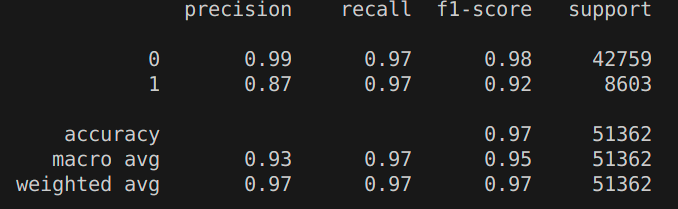 precision recall f1-score support
0 0.99 0.97 0.98 42759
1 0.87 0.97 0.92 8603
accuracy 0.97 51362
macro avg 0.93 0.97 0.95 51362
weighted avg 0.97 0.97 0.97 51362